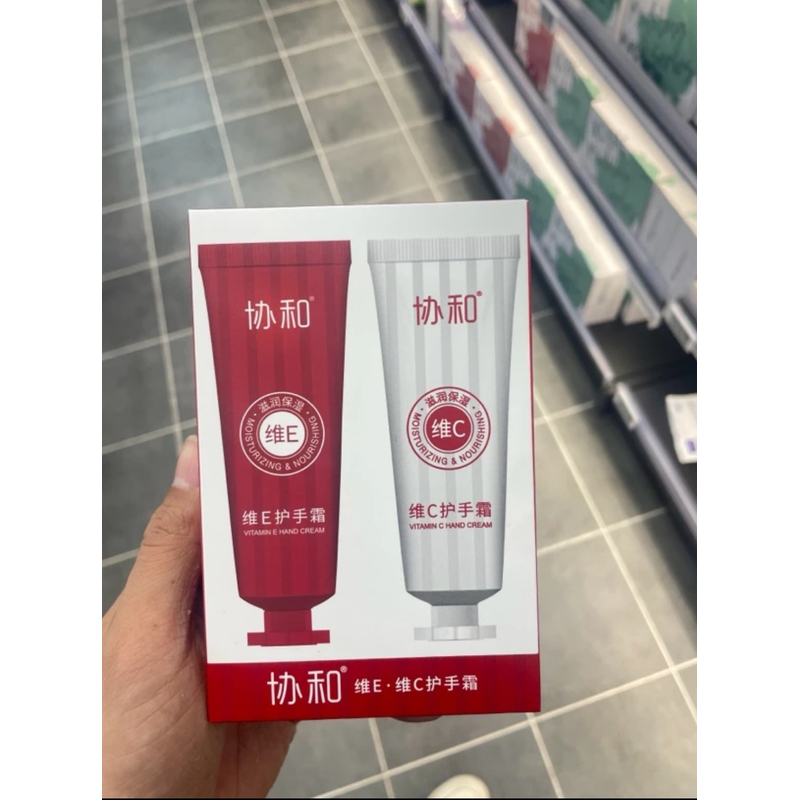 协和®
·滋润保湿·
维E
MOISTURIZING & NOURISHING
维E护手霜
VITAMIN E HAND CREAM
协和®
·滋润保湿·
维C
MOISTURIZING & NOURISHING
维C护手霜
VITAMIN C HAND CREAM
协和® 维E·维C护手霜